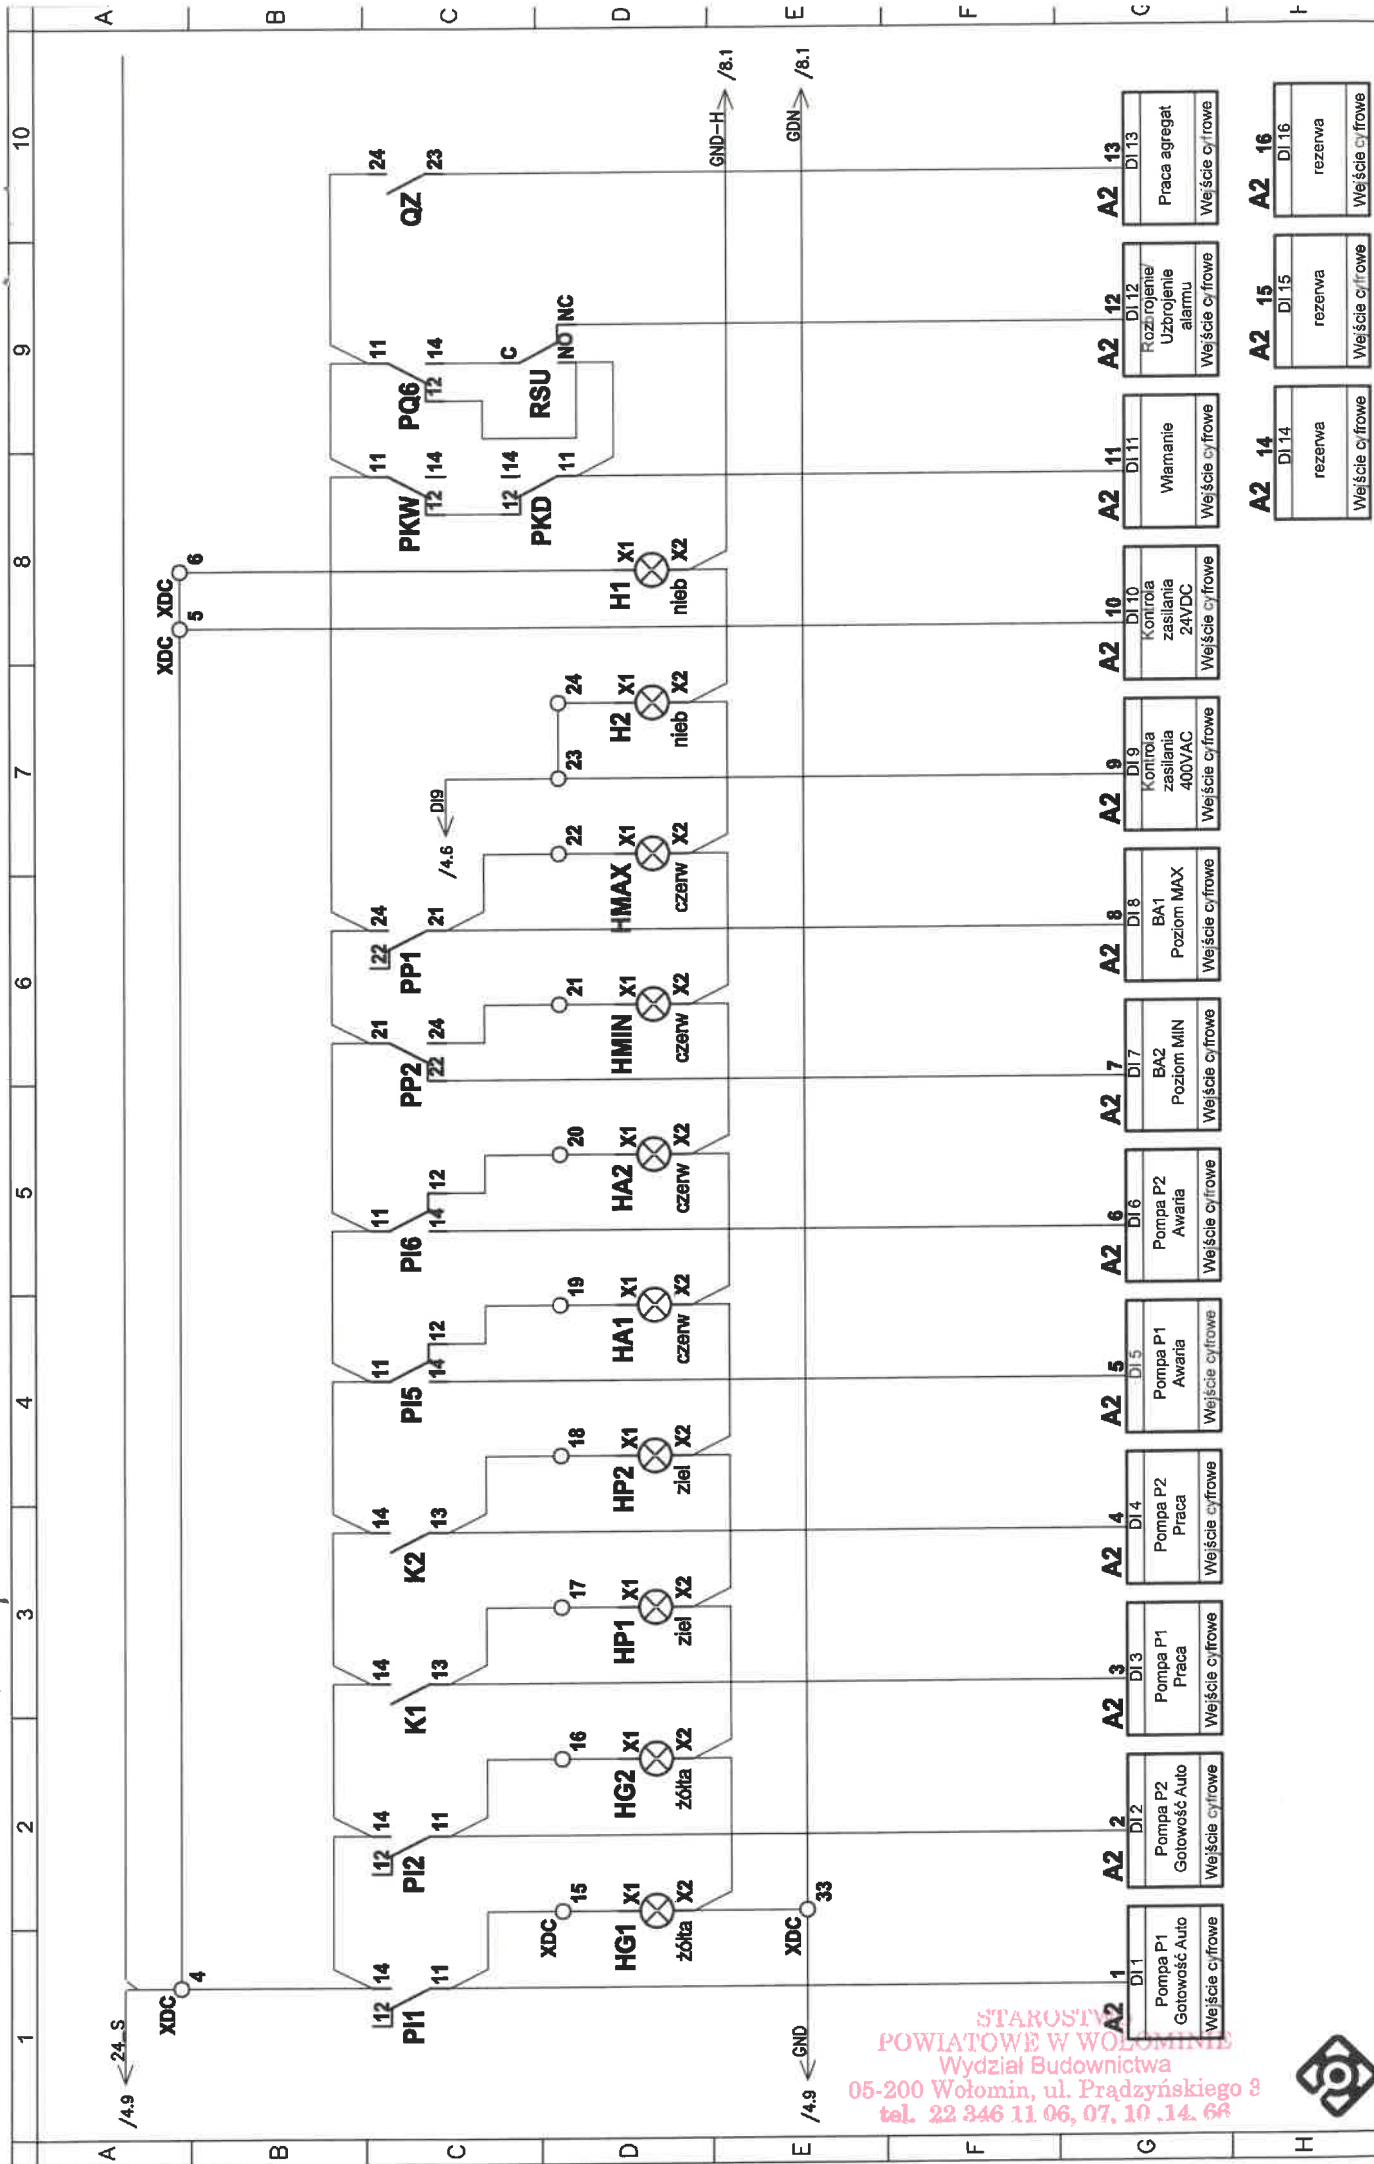 1 2 3 4 5 6 7 8 9 10
A
B
C
D
E
F
G
H
A
B
C
D
E
F
/4.9 24_S
XDC 4
XDC 5
XDC 6
PI1 12 14 11
PI2 12 14 11
K1 14 13
K2 14 13
PI5 11 14 12
PI6 11 14 12
PP2 21 22 24
PP1 22 24 21
/4.6 DI9
PKW 11 12 14
PKD 12 14 11
PQ6 11 12 14
RSU C NO NC
QZ 24 23
XDC 15
16
17
18
19
20
21
22
23
24
HG1 X1 X2 żółta
HG2 X1 X2 żółta
HP1 X1 X2 ziel
HP2 X1 X2 ziel
HA1 X1 X2 czerw
HA2 X1 X2 czerw
HMIN X1 X2 czerw
HMAX X1 X2 czerw
H2 X1 X2 nieb
H1 X1 X2 nieb
GND-H /8.1
/4.9 GND
XDC 33
GDN /8.1
A2 1
DI 1
Pompa P1
Gotowość Auto
Wejście cyfrowe
A2 2
DI 2
Pompa P2
Gotowość Auto
Wejście cyfrowe
A2 3
DI 3
Pompa P1
Praca
Wejście cyfrowe
A2 4
DI 4
Pompa P2
Praca
Wejście cyfrowe
A2 5
DI 5
Pompa P1
Awaria
Wejście cyfrowe
A2 6
DI 6
Pompa P2
Awaria
Wejście cyfrowe
A2 7
DI 7
BA2
Poziom MIN
Wejście cyfrowe
A2 8
DI 8
BA1
Poziom MAX
Wejście cyfrowe
A2 9
DI 9
Kontrola
zasilania
400VAC
Wejście cyfrowe
A2 10
DI 10
Kontrola
zasilania
24VDC
Wejście cyfrowe
A2 11
DI 11
Włamanie
Wejście cyfrowe
A2 12
DI 12
Rozbrojenie/
Uzbrojenie
alarmu
Wejście cyfrowe
A2 13
DI 13
Praca agregat
Wejście cyfrowe
A2 14
DI 14
rezerwa
Wejście cyfrowe
A2 15
DI 15
rezerwa
Wejście cyfrowe
A2 16
DI 16
rezerwa
Wejście cyfrowe
STAROSTWO
POWIATOWE W WOŁOMINIE
Wydział Budownictwa
05-200 Wołomin, ul. Prądzyńskiego 3
tel. 22 346 11 06, 07, 10, 14, 66